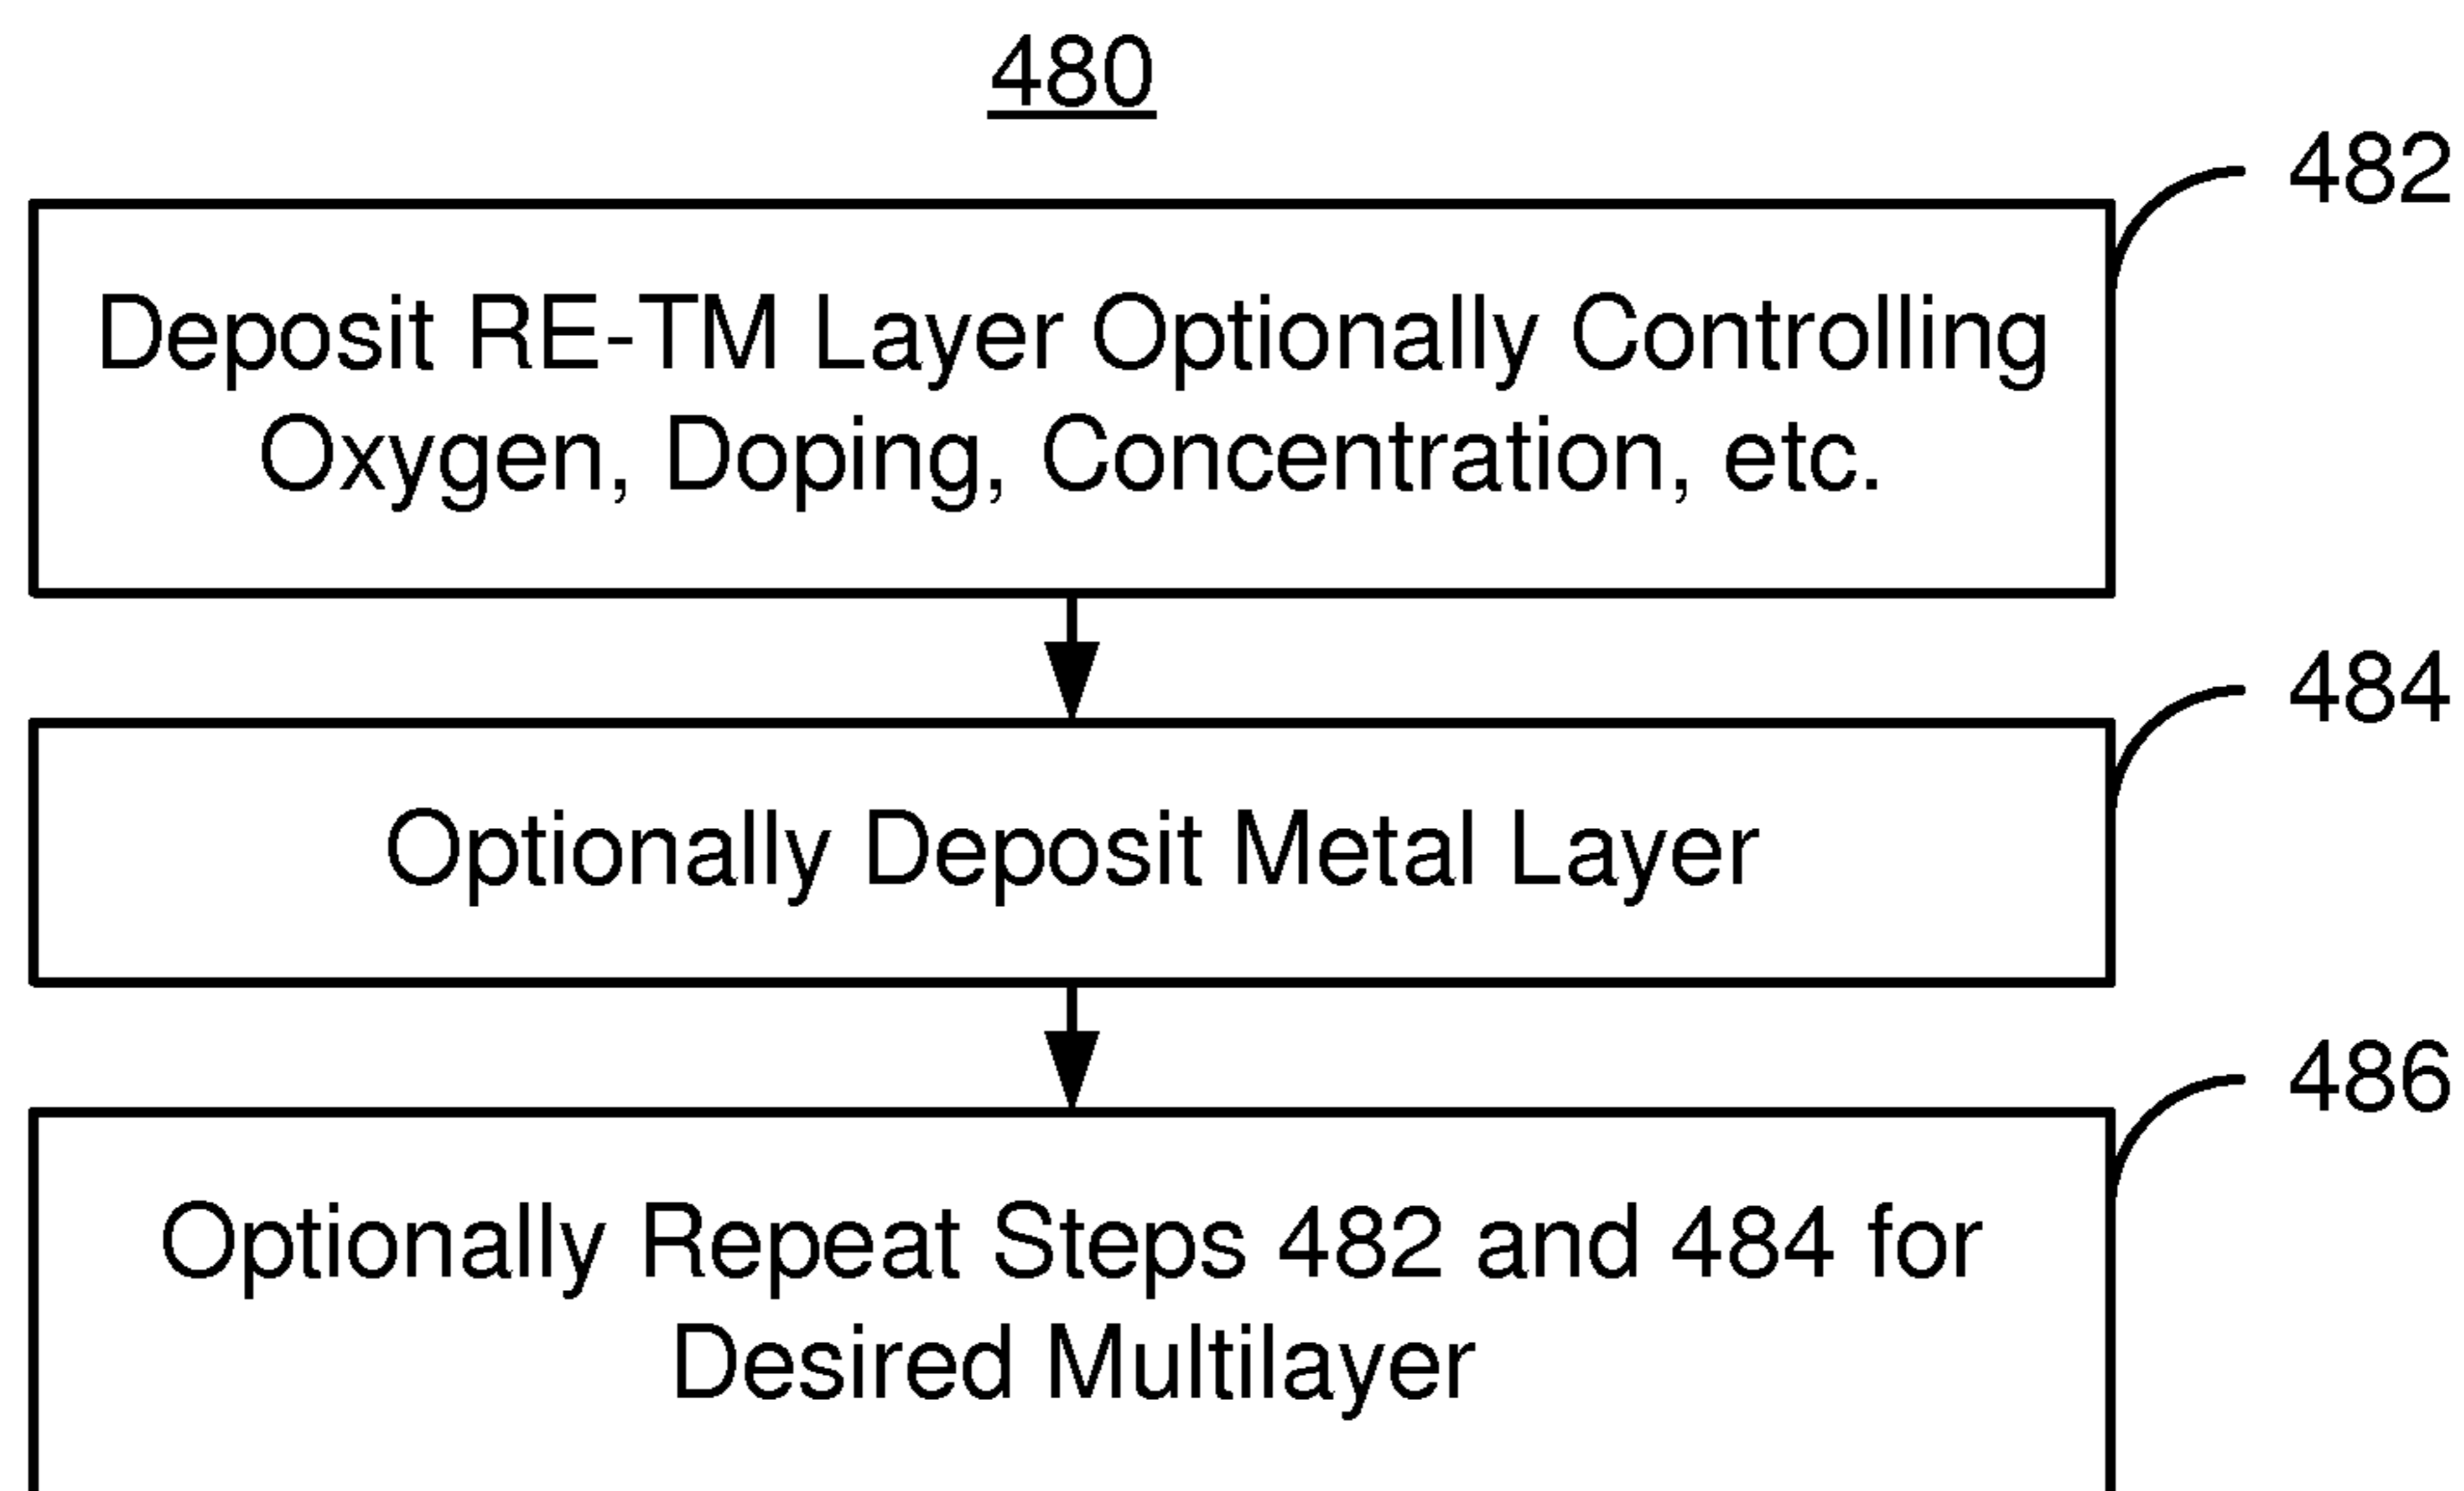 480
482
Deposit RE-TM Layer Optionally Controlling
Oxygen, Doping, Concentration, etc.
484
Optionally Deposit Metal Layer
486
Optionally Repeat Steps 482 and 484 for
Desired Multilayer